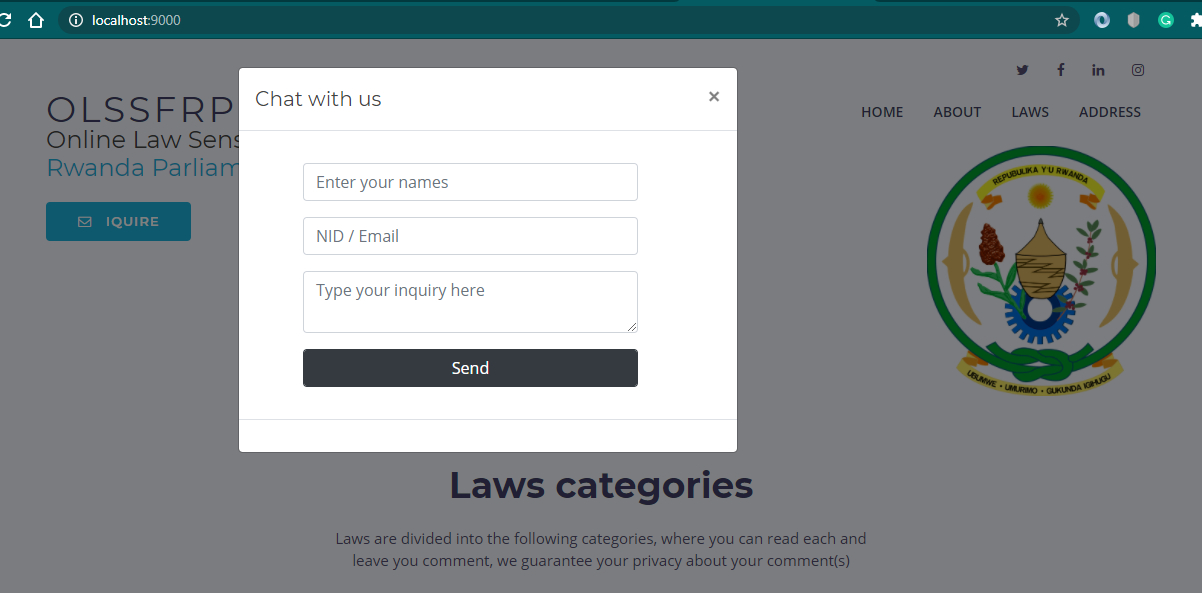 localhost:9000
Chat with us
×
OLSSFRP
Online Law Sens
Rwanda Parliam
HOME ABOUT LAWS ADDRESS
IQUIRE
Enter your names
NID / Email
Type your inquiry here
Send
REPUBULIKA Y'U RWANDA
UBUMWE • UMURIMO • GUKUNDA IGIHUGU
Laws categories
Laws are divided into the following categories, where you can read each and
leave you comment, we guarantee your privacy about your comment(s)